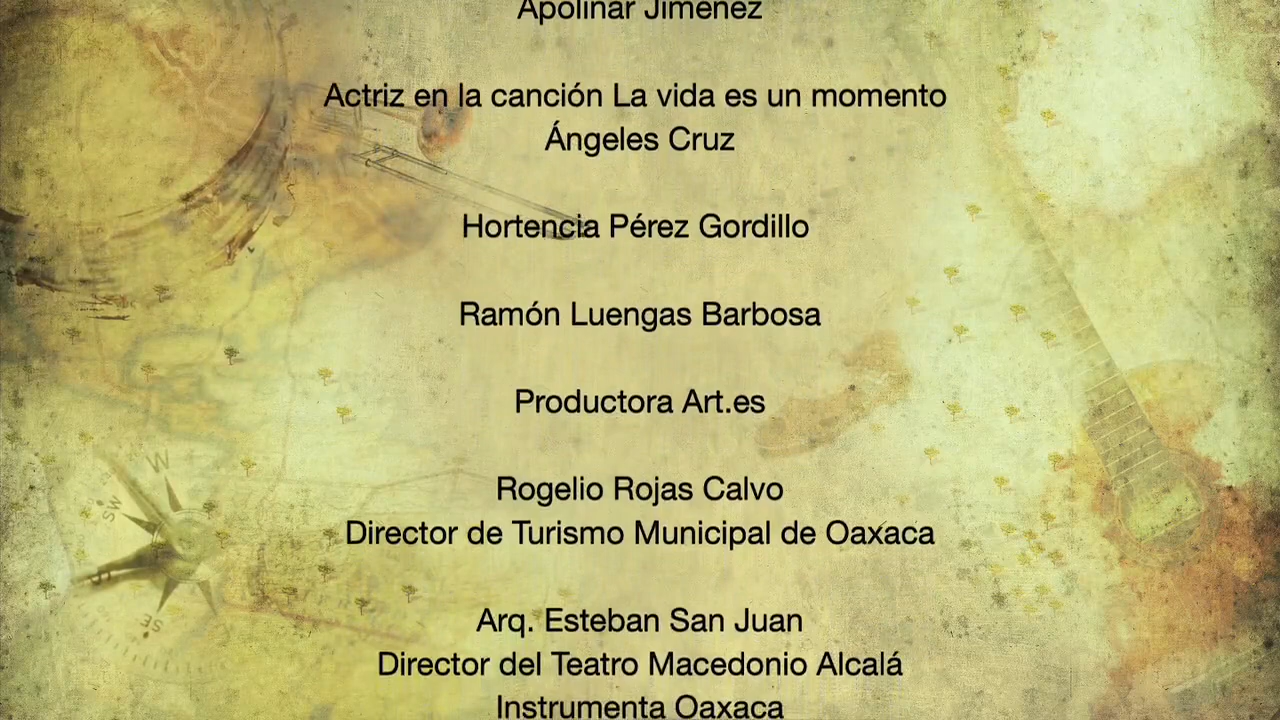 Apolinar Jiménez
Actriz en la canción La vida es un momento
Ángeles Cruz
Hortencia Pérez Gordillo
Ramón Luengas Barbosa
Productora Art.es
Rogelio Rojas Calvo
Director de Turismo Municipal de Oaxaca
Arq. Esteban San Juan
Director del Teatro Macedonio Alcalá
Instrumenta Oaxaca
W
SW
SE